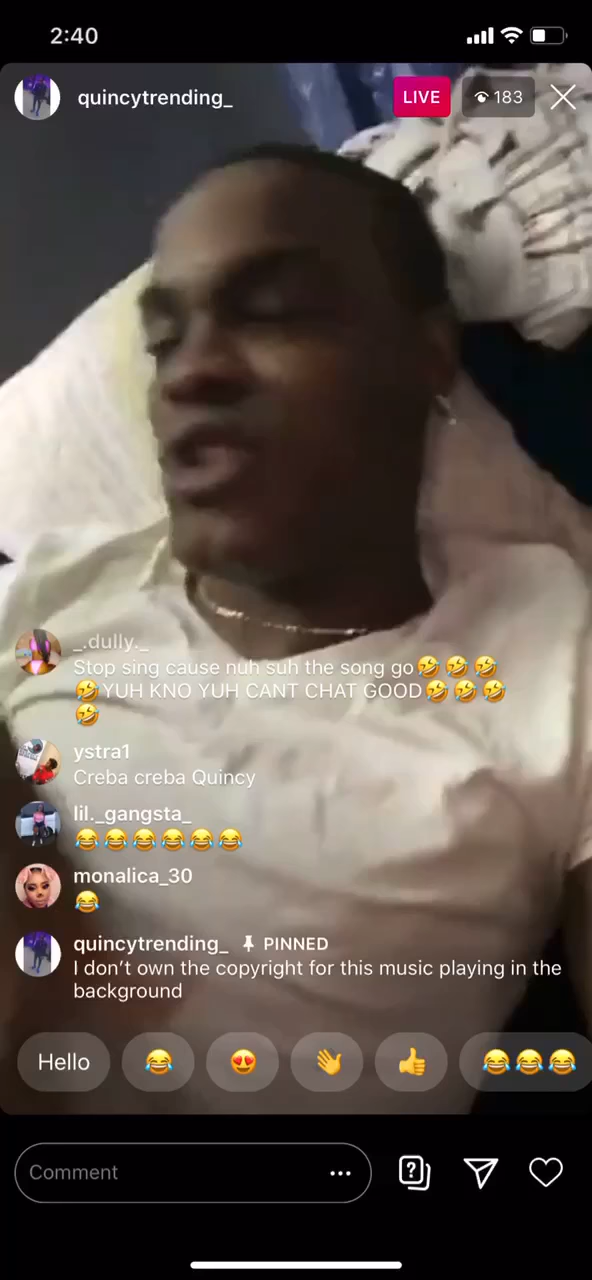 2:40
quincytrending_ LIVE 183
_.dully._
Stop sing cause nuh suh the song go🤣🤣🤣
🤣YUH KNO YUH CANT CHAT GOOD🤣🤣🤣
🤣
ystra1
Creba creba Quincy
lil._gangsta_
😂😂😂😂😂😂
monalica_30
😂
quincytrending_ PINNED
I don’t own the copyright for this music playing in the
background
Hello 😂 😍 👋 👍 😂😂😂
Comment ...